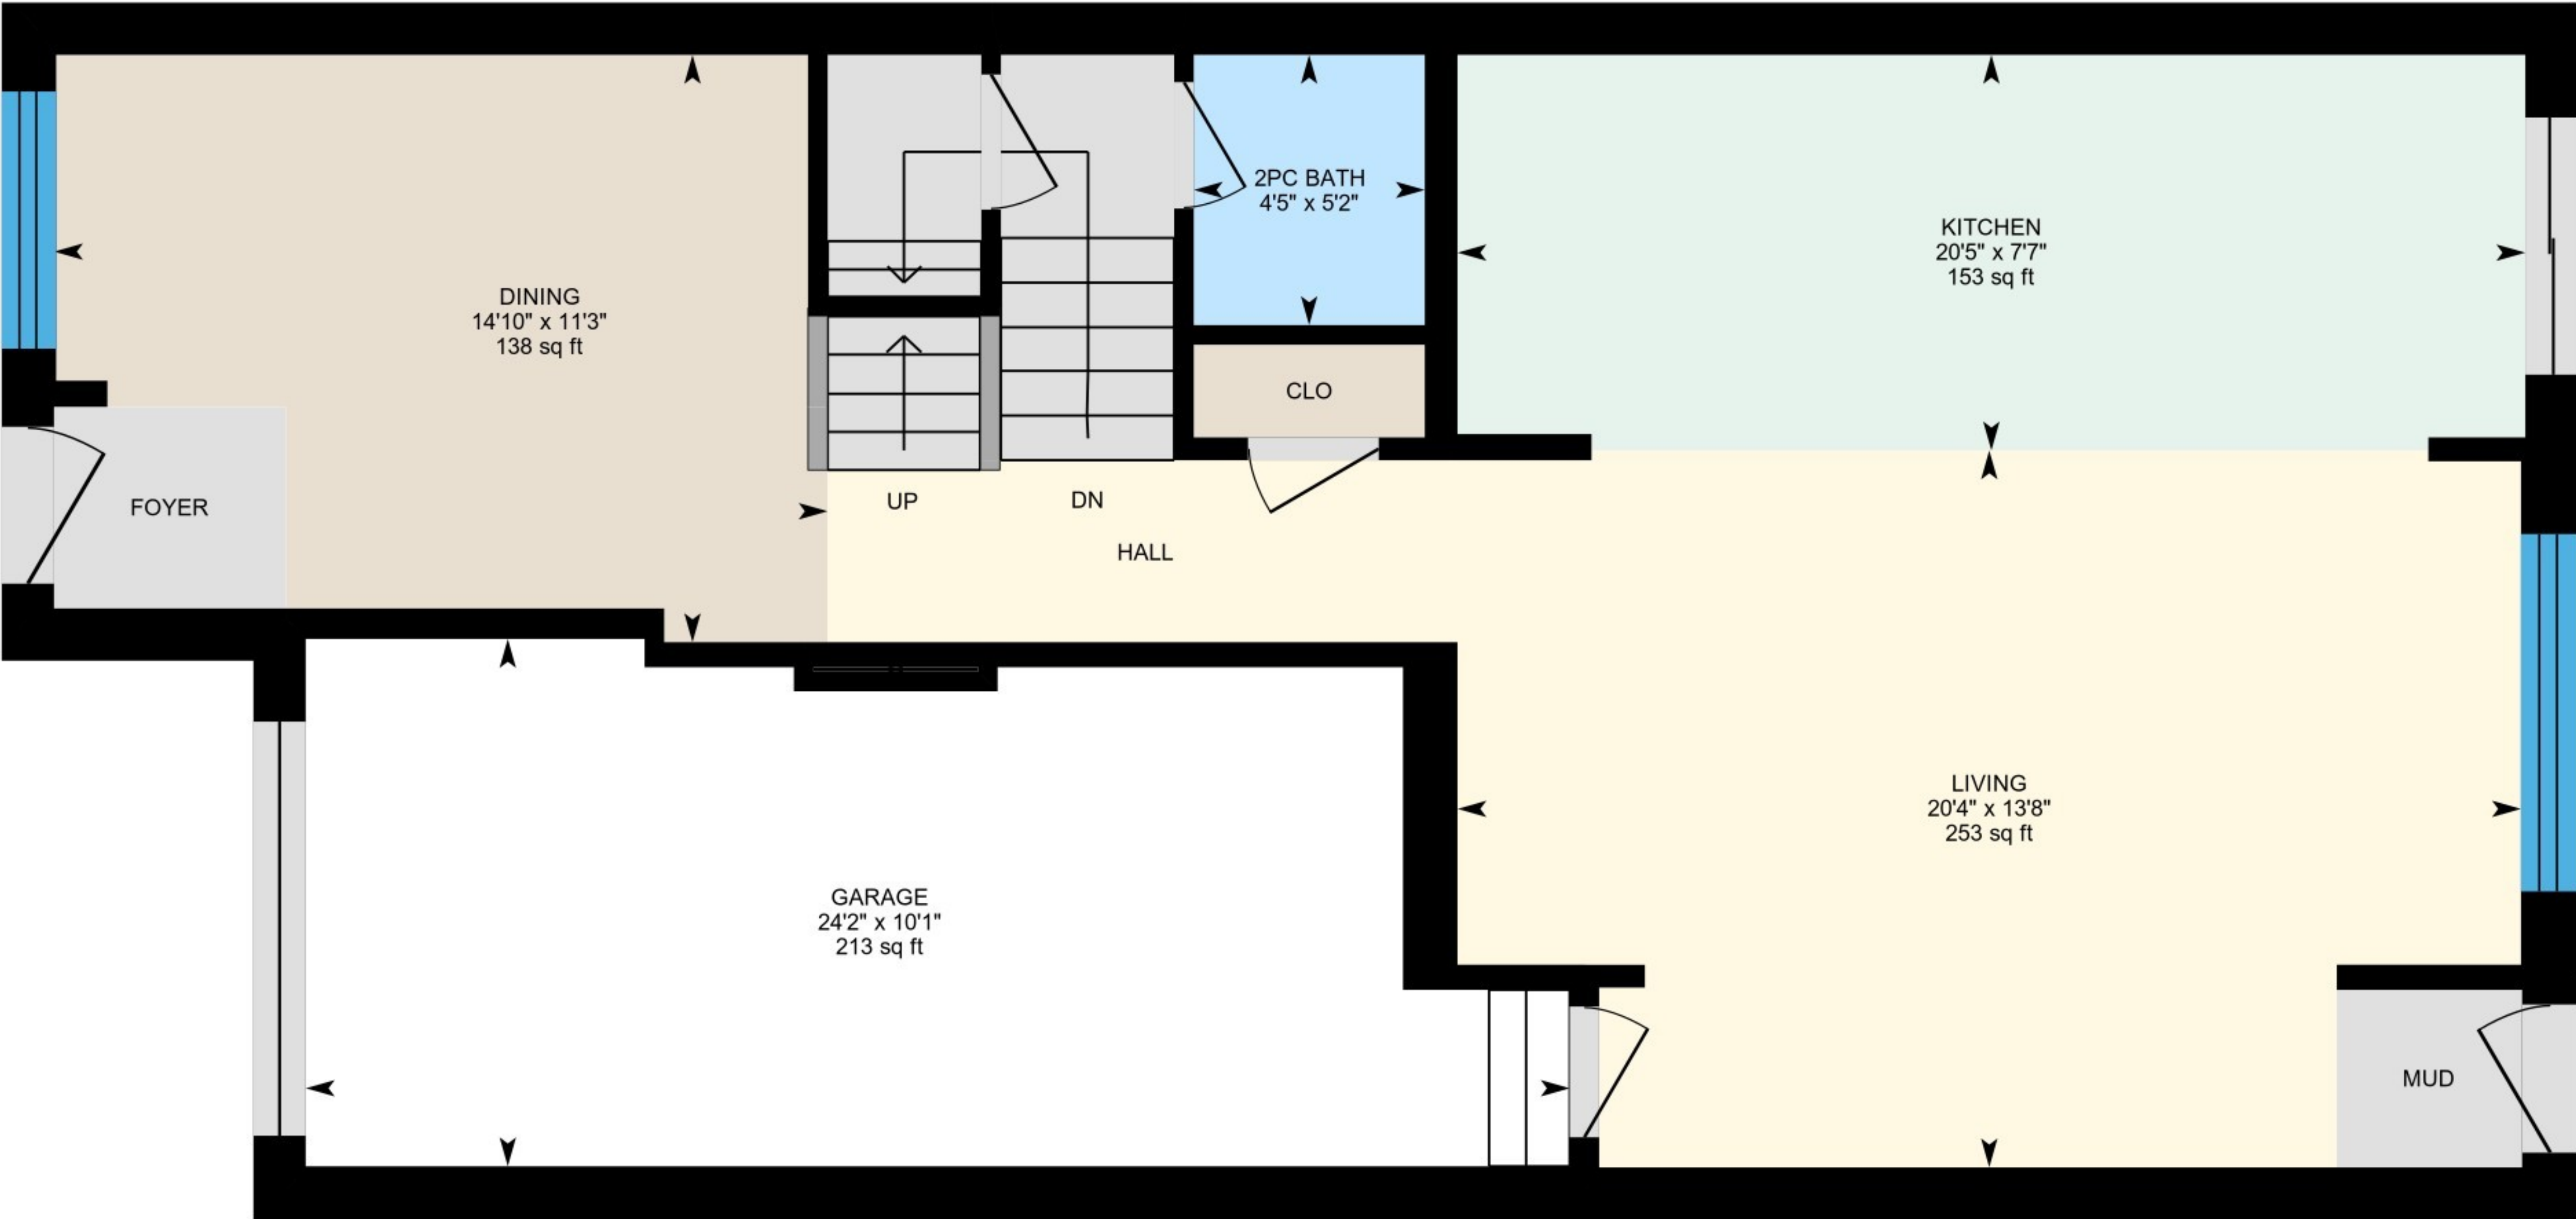 DINING
14'10" x 11'3"
138 sq ft
2PC BATH
4'5" x 5'2"
KITCHEN
20'5" x 7'7"
153 sq ft
CLO
FOYER
UP
DN
HALL
LIVING
20'4" x 13'8"
253 sq ft
GARAGE
24'2" x 10'1"
213 sq ft
MUD